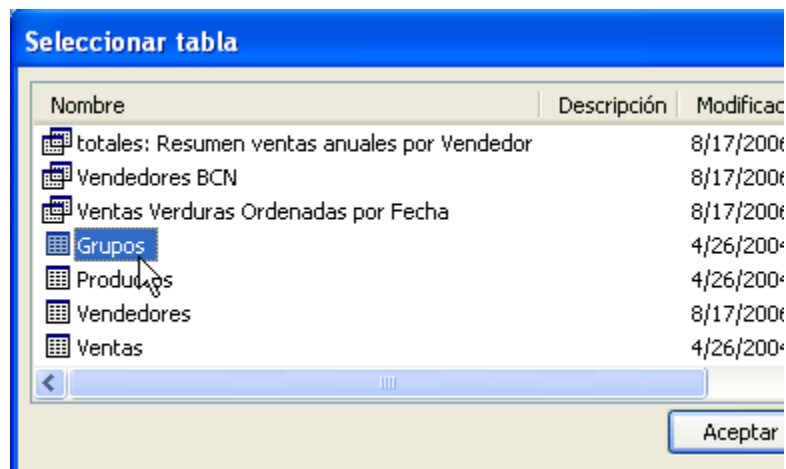 Seleccionar tabla
Nombre Descripción Modificac
totales: Resumen ventas anuales por Vendedor 8/17/2006
Vendedores BCN 8/17/2006
Ventas Verduras Ordenadas por Fecha 8/17/2006
Grupos 4/26/2004
Productos 4/26/2004
Vendedores 8/17/2006
Ventas 4/26/2004
Aceptar